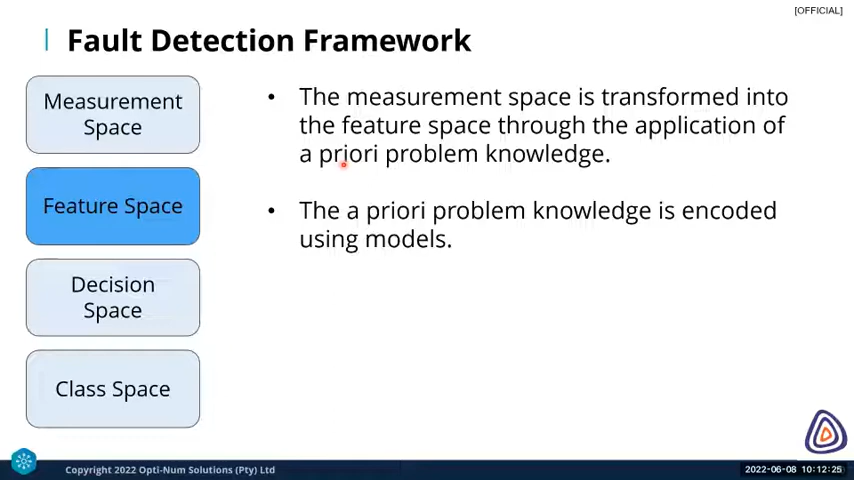 [OFFICIAL]
Fault Detection Framework
Measurement
Space
Feature Space
Decision
Space
Class Space
• The measurement space is transformed into
the feature space through the application of
a priori problem knowledge.
• The a priori problem knowledge is encoded
using models.
Copyright 2022 Opti-Num Solutions (Pty) Ltd
2022-06-08 10:12:25